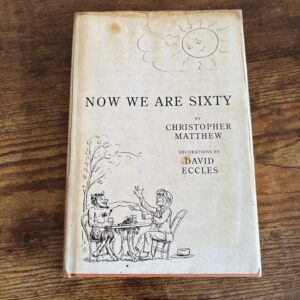 NOW WE ARE SIXTY
BY
CHRISTOPHER
MATTHEW
DECORATIONS BY
DAVID
ECCLES